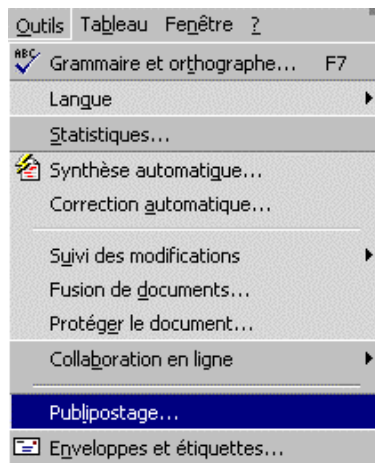 Outils Tableau Fenêtre ?
ABC Grammaire et orthographe... F7
Langue
Statistiques...
Synthèse automatique...
Correction automatique...
Suivi des modifications
Fusion de documents...
Protéger le document...
Collaboration en ligne
Publipostage...
Enveloppes et étiquettes...